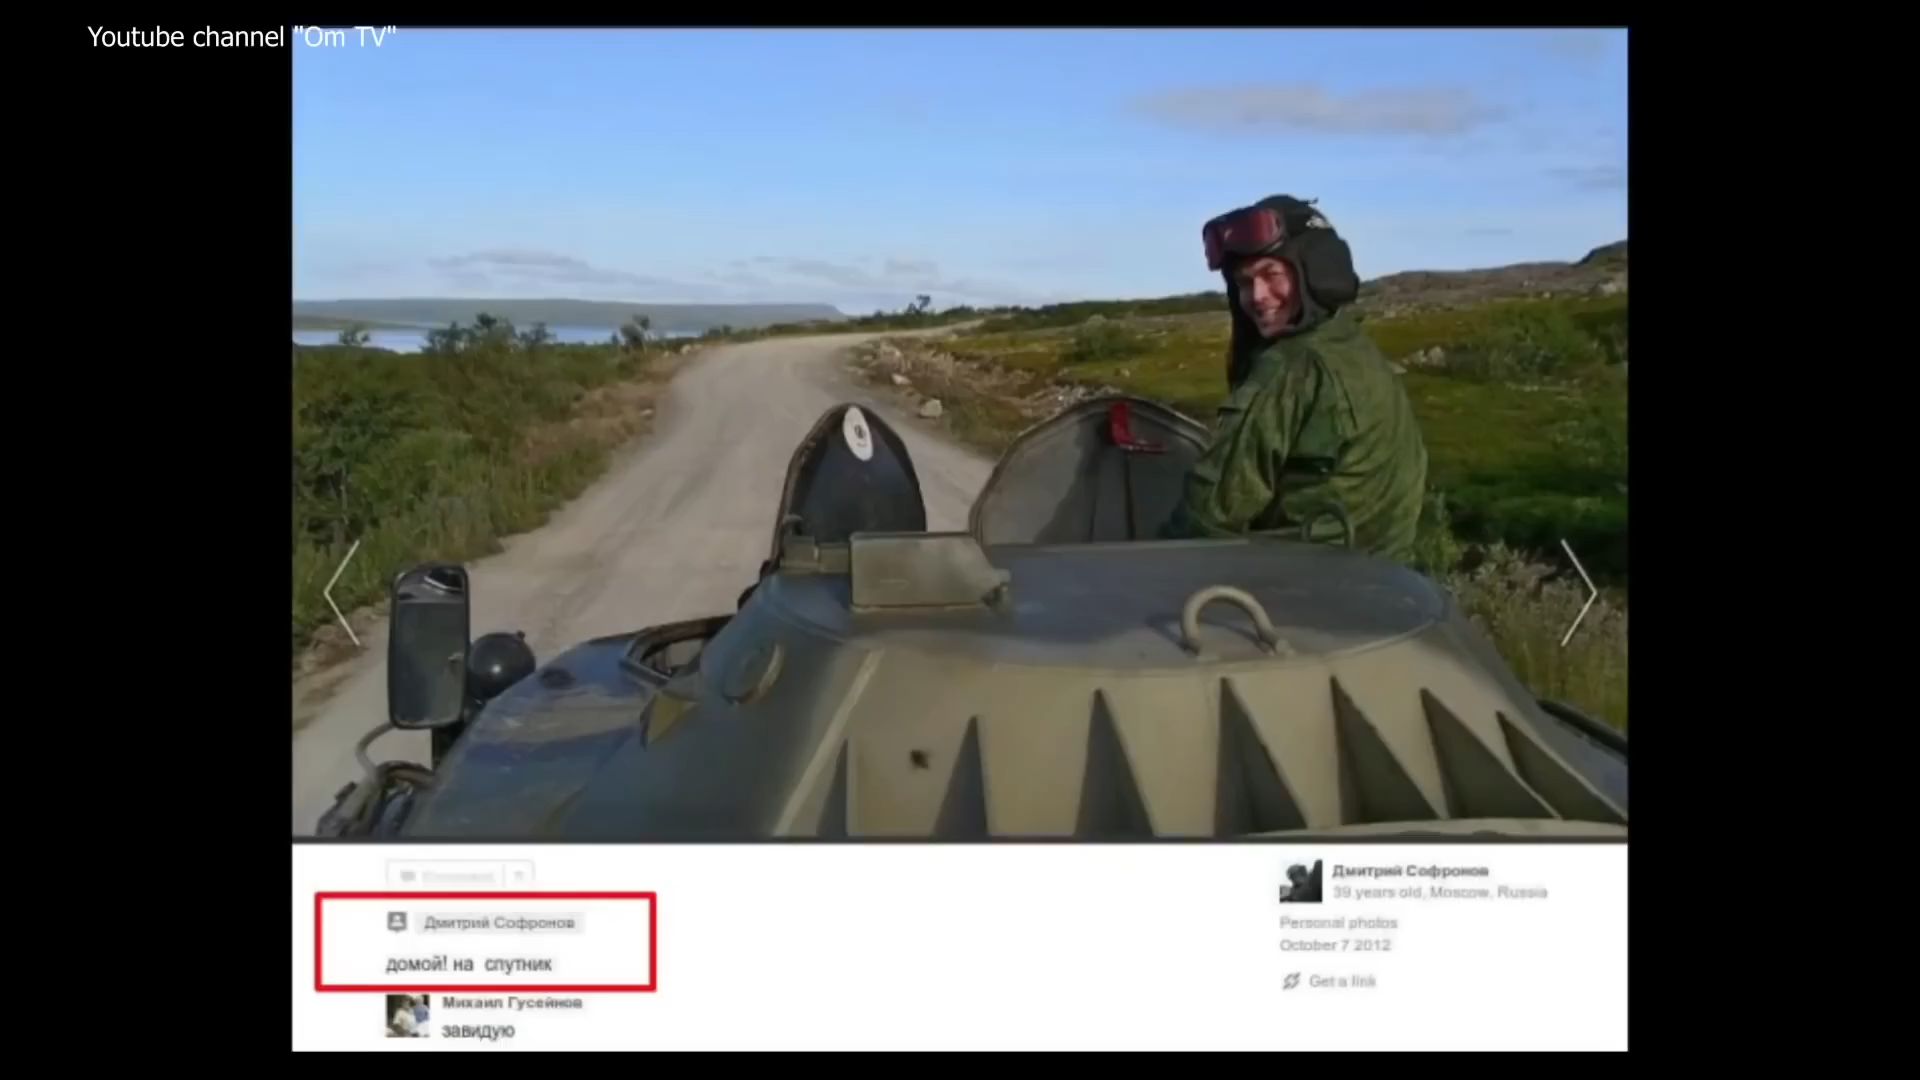 Youtube channel "Om TV"
Дмитрий Софронов
домой! на спутник
Михаил Гусейнов
завидую
Дмитрий Софронов
39 years old, Moscow, Russia
Personal photos
October 7 2012
Get a link